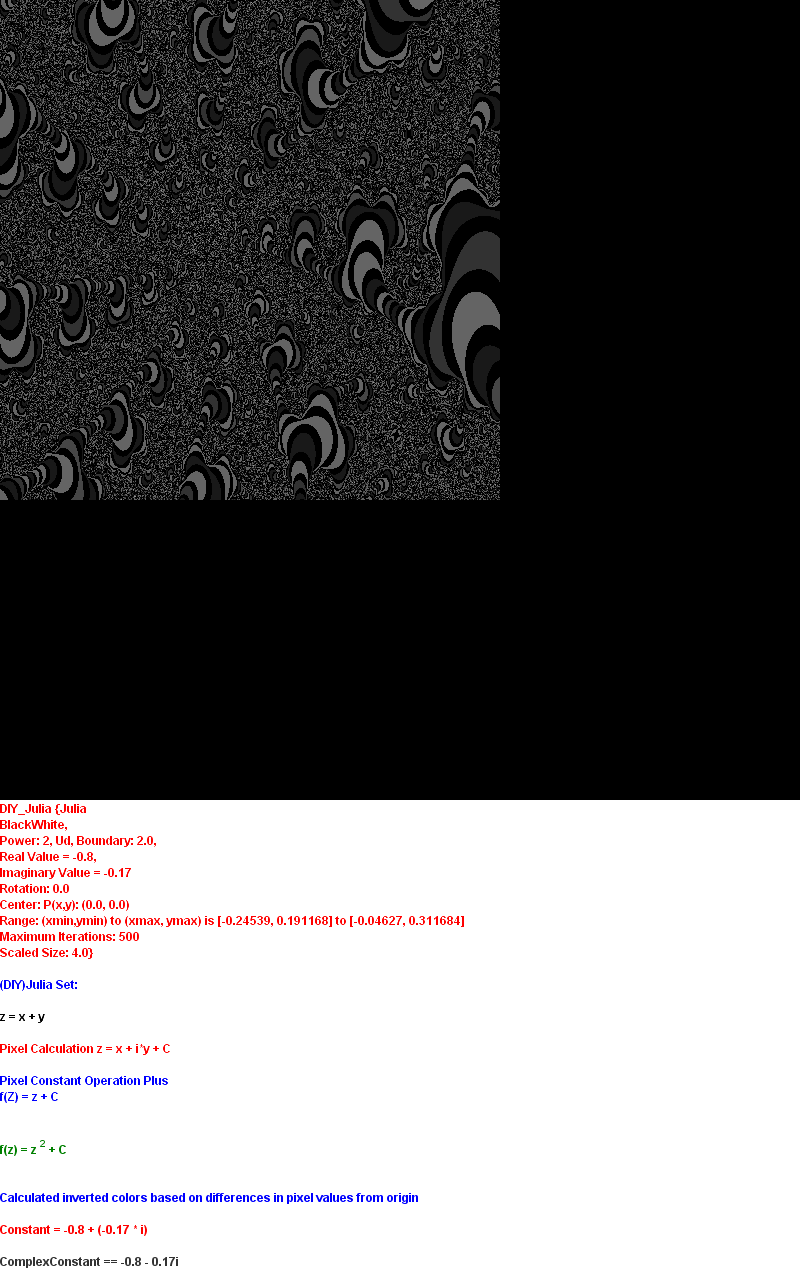 DIY_Julia {Julia
BlackWhite,
Power: 2, Ud, Boundary: 2.0,
Real Value = -0.8,
Imaginary Value = -0.17
Rotation: 0.0
Center: P(x,y): (0.0, 0.0)
Range: (xmin,ymin) to (xmax, ymax) is [-0.24539, 0.191168] to [-0.04627, 0.311684]
Maximum Iterations: 500
Scaled Size: 4.0}
(DIY)Julia Set:
z = x + y
Pixel Calculation z = x + i*y + C
Pixel Constant Operation Plus
f(Z) = z + C
f(z) = z ² + C
Calculated inverted colors based on differences in pixel values from origin
Constant = -0.8 + (-0.17 * i)
ComplexConstant == -0.8 - 0.17i